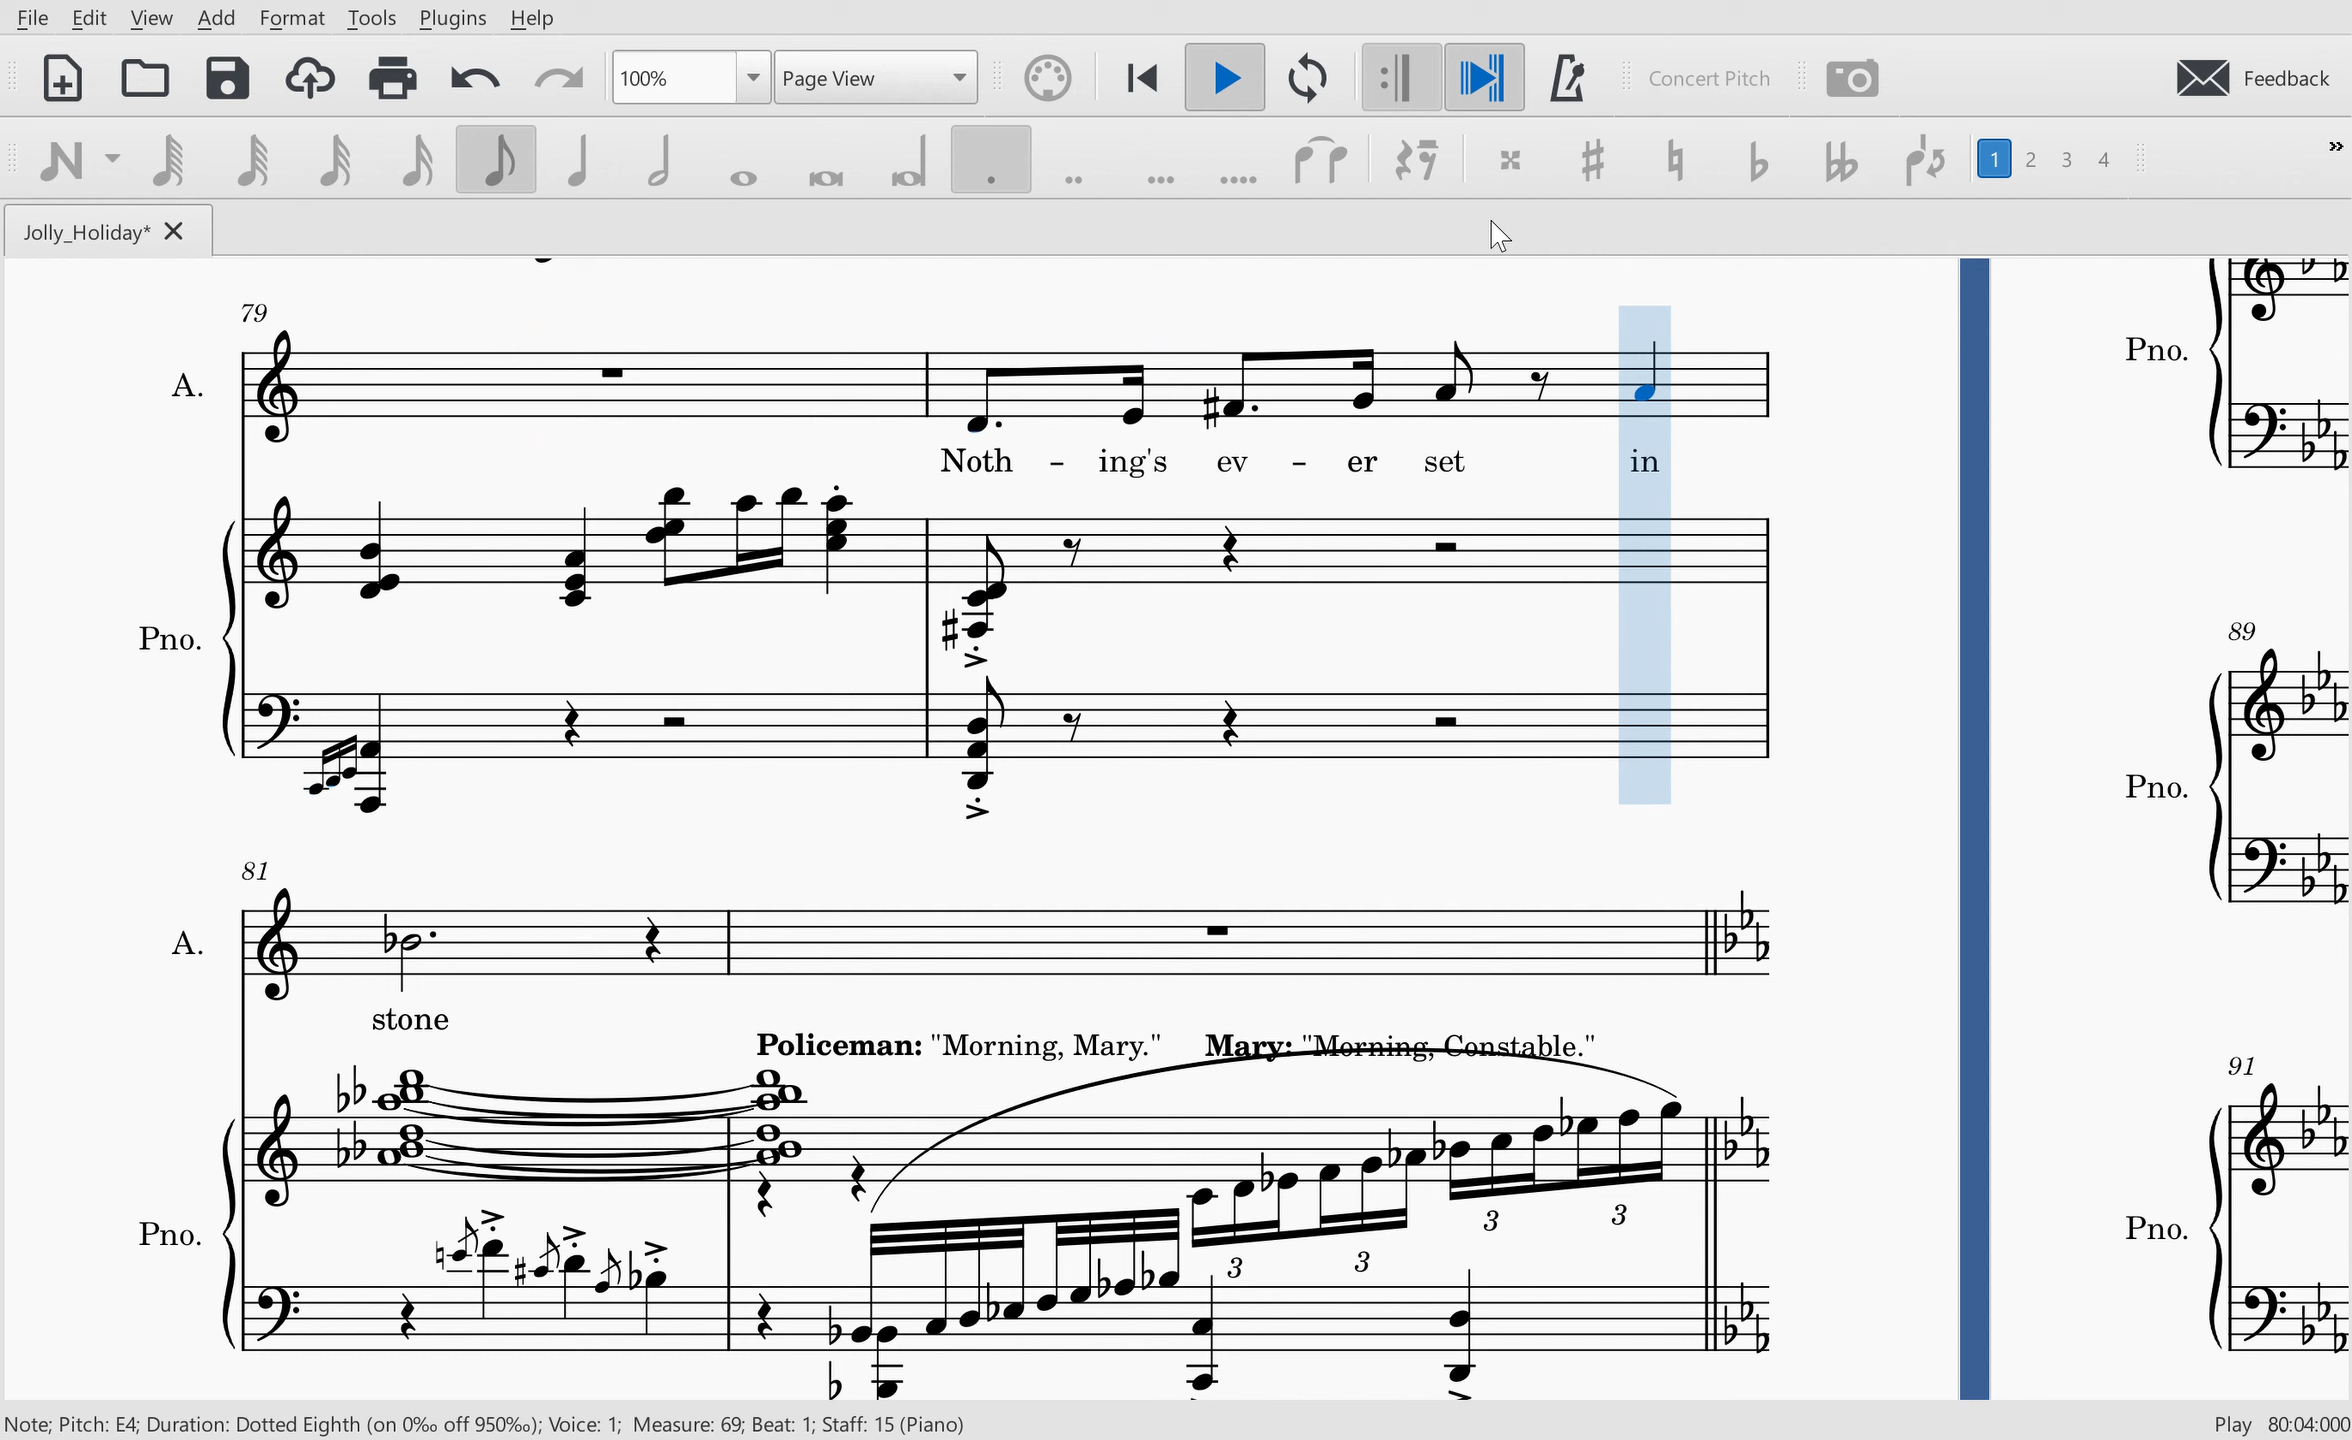 File Edit View Add Format Tools Plugins Help
100% Page View Concert Pitch Feedback
1 2 3 4
Jolly_Holiday*
79
A.
Noth - ing's ev - er set in
Pno.
81
A.
stone
Policeman: "Morning, Mary." Mary: "Morning, Constable."
Pno.
3 3 3 3
Pno.
89
Pno.
91
Pno.
Note; Pitch: E4; Duration: Dotted Eighth (on 0‰ off 950‰); Voice: 1; Measure: 69; Beat: 1; Staff: 15 (Piano)
Play 80:04:000